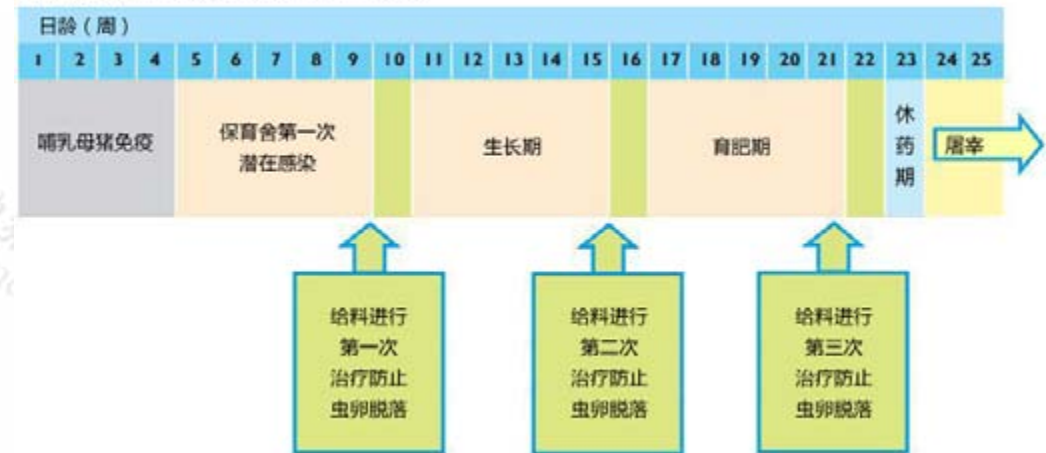 日龄（周）
1 2 3 4 5 6 7 8 9 10 11 12 13 14 15 16 17 18 19 20 21 22 23 24 25
哺乳母猪免疫
保育舍第一次
潜在感染
生长期
育肥期
休
药
期
屠宰
给料进行
第一次
治疗防止
虫卵脱落
给料进行
第二次
治疗防止
虫卵脱落
给料进行
第三次
治疗防止
虫卵脱落